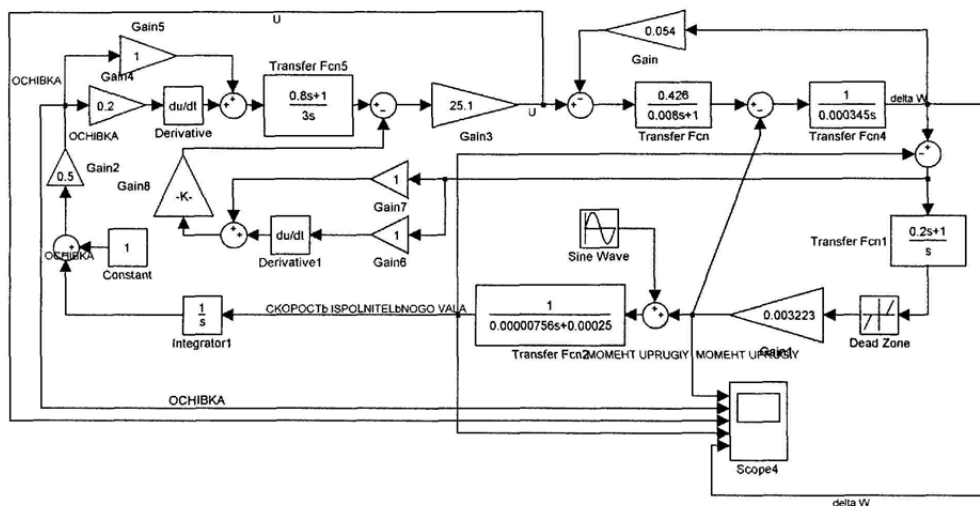 U
Gain5
1
OCHIBKA
Gain4
0.2
du/dt
Derivative
OCHIBKA
Transfer Fcn5
0.8s+1
3s
25.1
Gain3
U
0.054
Gain
0.426
0.008s+1
Transfer Fcn
1
0.000345s
Transfer Fcn4
delta W
0.5
Gain2
Gain8
-K-
1
Gain7
du/dt
Derivative1
1
Gain6
OCHIBKA
1
Constant
Sine Wave
0.2s+1
s
Transfer Fcn1
1
s
Integrator1
СКОРОСТЬ ISPOLNITELЬNOGO VALA
1
0.00000756s+0.00025
Transfer Fcn2
МОМЕНТ UPRUGIY
МОМЕНТ UPRUGIY
0.003223
Gain1
Dead Zone
OCHIBKA
Scope4
delta W